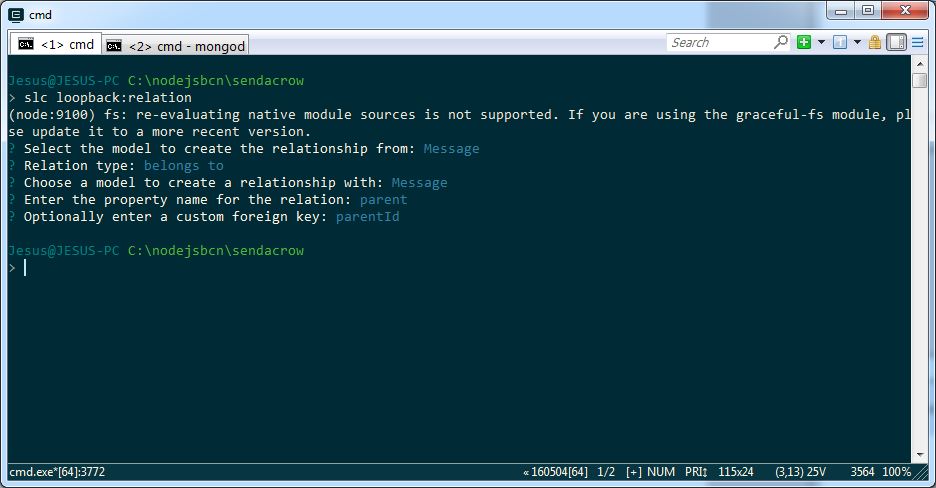 cmd
<1> cmd
<2> cmd - mongod
Search
Jesus@JESUS-PC C:\nodejsbcn\sendacrow
> slc loopback:relation
(node:9100) fs: re-evaluating native module sources is not supported. If you are using the graceful-fs module, ple
se update it to a more recent version.
? Select the model to create the relationship from: Message
? Relation type: belongs to
? Choose a model to create a relationship with: Message
? Enter the property name for the relation: parent
? Optionally enter a custom foreign key: parentId
Jesus@JESUS-PC C:\nodejsbcn\sendacrow
>
cmd.exe*[64]:3772 « 160504[64] 1/2 [+] NUM PRI↕ 115x24 (3,13) 25V 3564 100%